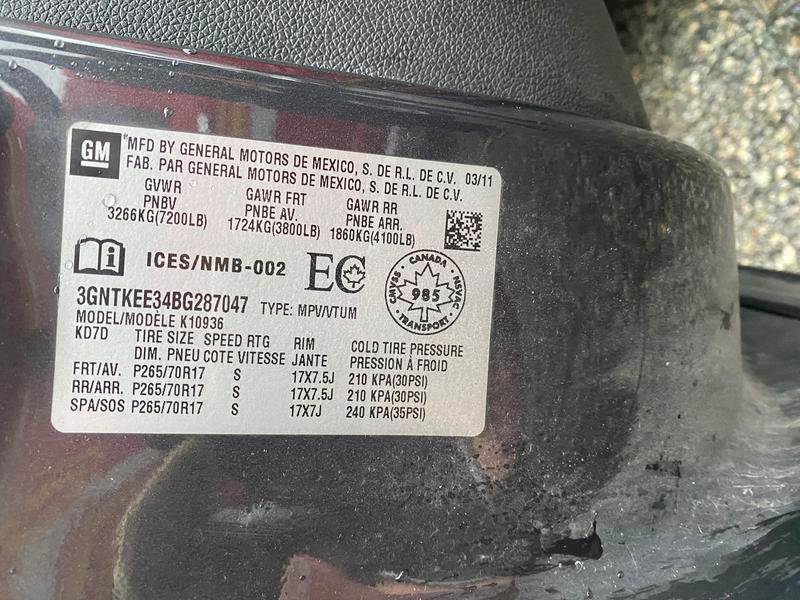 GM
"MFD BY GENERAL MOTORS DE MEXICO, S. DE R.L. DE C.V. 03/11
FAB. PAR GENERAL MOTORS DE MEXICO, S. DE R.L. DE C.V.
GVWR GAWR FRT GAWR RR
PNBV PNBE AV. PNBE ARR.
3266KG(7200LB) 1724KG(3800LB) 1860KG(4100LB)
ICES/NMB-002 EC
CANADA
CMVSS 985 NSVAC
TRANSPORT
3GNTKEE34BG287047 TYPE: MPV/VTUM
MODEL/MODÈLE K10936
KD7D TIRE SIZE SPEED RTG RIM COLD TIRE PRESSURE
DIM. PNEU COTE VITESSE JANTE PRESSION À FROID
FRT/AV. P265/70R17 S 17X7.5J 210 KPA(30PSI)
RR/ARR. P265/70R17 S 17X7.5J 210 KPA(30PSI)
SPA/SOS P265/70R17 S 17X7J 240 KPA(35PSI)